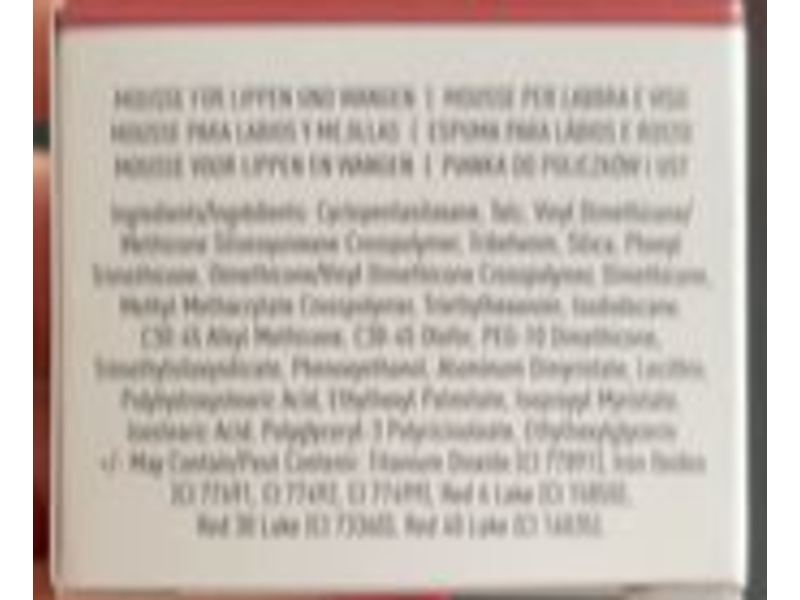 MOUSSE FÜR LIPPEN UND WANGEN | MOUSSE PER LABBRA E VISO
MOUSSE PARA LABIOS Y MEJILLAS | ESPUMA PARA LÁBIOS E ROSTO
MOUSSE VOOR LIPPEN EN WANGEN | PIANKA DO POLICZKÓW I UST
Ingredients/Ingrédients: Cyclopentasiloxane, Talc, Vinyl Dimethicone/
Methicone Silsesquioxane Crosspolymer, Tribehenin, Silica, Phenyl
Trimethicone, Dimethicone/Vinyl Dimethicone Crosspolymer, Dimethicone,
Methyl Methacrylate Crosspolymer, Triethylhexanoin, Isododecane,
C30-45 Alkyl Methicone, C30-45 Olefin, PEG-10 Dimethicone,
Trimethylsiloxysilicate, Phenoxyethanol, Aluminum Dimyristate, Lecithin,
Polyhydroxystearic Acid, Ethylhexyl Palmitate, Isopropyl Myristate,
Isostearic Acid, Polyglyceryl-3 Polyricinoleate, Ethylhexylglycerin
+/- May Contain/Peut Contenir: Titanium Dioxide (CI 77891), Iron Oxides
(CI 77491, CI 77492, CI 77499), Red 6 Lake (CI 15850),
Red 30 Lake (CI 73360), Red 40 Lake (CI 16035).